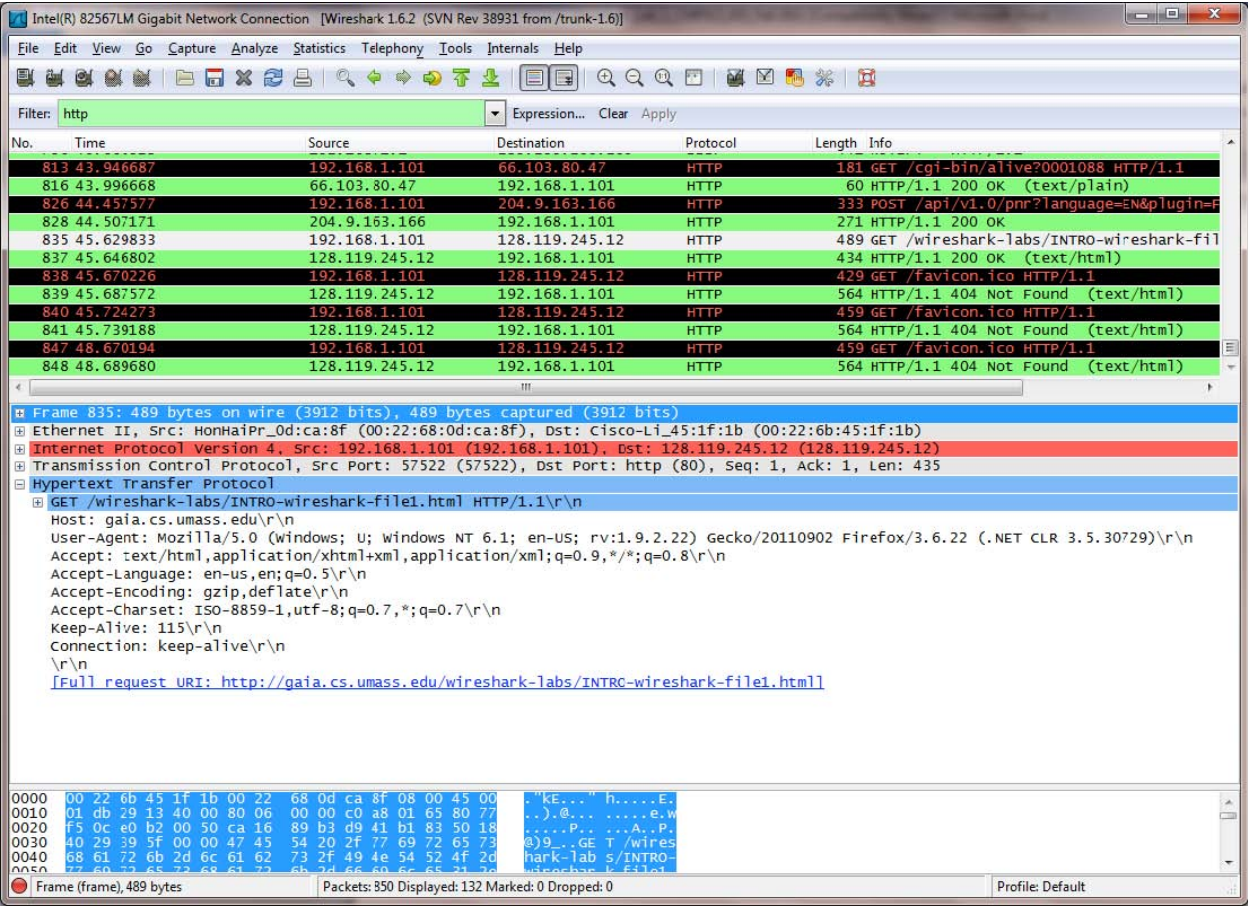 Intel(R) 82567LM Gigabit Network Connection [Wireshark 1.6.2 (SVN Rev 38931 from /trunk-1.6)]
File Edit View Go Capture Analyze Statistics Telephony Tools Internals Help
Filter: http Expression... Clear Apply
No. Time Source Destination Protocol Length Info
813 43.946687 192.168.1.101 66.103.80.47 HTTP 181 GET /cgi-bin/alive?0001088 HTTP/1.1
816 43.996668 66.103.80.47 192.168.1.101 HTTP 60 HTTP/1.1 200 OK (text/plain)
826 44.457577 192.168.1.101 204.9.163.166 HTTP 333 POST /api/v1.0/pnr?language=EN&plugin=F
828 44.507171 204.9.163.166 192.168.1.101 HTTP 271 HTTP/1.1 200 OK
835 45.629833 192.168.1.101 128.119.245.12 HTTP 489 GET /wireshark-labs/INTRO-wireshark-fil
837 45.646802 128.119.245.12 192.168.1.101 HTTP 434 HTTP/1.1 200 OK (text/html)
838 45.670226 192.168.1.101 128.119.245.12 HTTP 429 GET /favicon.ico HTTP/1.1
839 45.687572 128.119.245.12 192.168.1.101 HTTP 564 HTTP/1.1 404 Not Found (text/html)
840 45.724273 192.168.1.101 128.119.245.12 HTTP 459 GET /favicon.ico HTTP/1.1
841 45.739188 128.119.245.12 192.168.1.101 HTTP 564 HTTP/1.1 404 Not Found (text/html)
847 48.670194 192.168.1.101 128.119.245.12 HTTP 459 GET /favicon.ico HTTP/1.1
848 48.689680 128.119.245.12 192.168.1.101 HTTP 564 HTTP/1.1 404 Not Found (text/html)
Frame 835: 489 bytes on wire (3912 bits), 489 bytes captured (3912 bits)
Ethernet II, Src: HonHaiPr_0d:ca:8f (00:22:68:0d:ca:8f), Dst: Cisco-Li_45:1f:1b (00:22:6b:45:1f:1b)
Internet Protocol Version 4, Src: 192.168.1.101 (192.168.1.101), Dst: 128.119.245.12 (128.119.245.12)
Transmission Control Protocol, Src Port: 57522 (57522), Dst Port: http (80), Seq: 1, Ack: 1, Len: 435
Hypertext Transfer Protocol
GET /wireshark-labs/INTRO-wireshark-file1.html HTTP/1.1\r\n
Host: gaia.cs.umass.edu\r\n
User-Agent: Mozilla/5.0 (Windows; U; Windows NT 6.1; en-US; rv:1.9.2.22) Gecko/20110902 Firefox/3.6.22 (.NET CLR 3.5.30729)\r\n
Accept: text/html,application/xhtml+xml,application/xml;q=0.9,*/*;q=0.8\r\n
Accept-Language: en-us,en;q=0.5\r\n
Accept-Encoding: gzip,deflate\r\n
Accept-Charset: ISO-8859-1,utf-8;q=0.7,*;q=0.7\r\n
Keep-Alive: 115\r\n
Connection: keep-alive\r\n
\r\n
[Full request URI: http://gaia.cs.umass.edu/wireshark-labs/INTRO-wireshark-file1.html]
0000 00 22 6b 45 1f 1b 00 22 68 0d ca 8f 08 00 45 00 ."kE..." h.....E.
0010 01 db 29 13 40 00 80 06 00 00 c0 a8 01 65 80 77 ..).@... .....e.w
0020 f5 0c e0 b2 00 50 ca 16 89 b3 d9 41 b1 83 50 18 .....P.. ...A..P.
0030 40 29 39 5f 00 00 47 45 54 20 2f 77 69 72 65 73 @)9_..GE T /wires
0040 68 61 72 6b 2d 6c 61 62 73 2f 49 4e 54 52 4f 2d hark-lab s/INTRO-
0050 77 69 72 65 73 68 61 72 6b 2d 66 69 6c 65 31 2e wireshar k-file1.
Frame (frame), 489 bytes Packets: 850 Displayed: 132 Marked: 0 Dropped: 0 Profile: Default